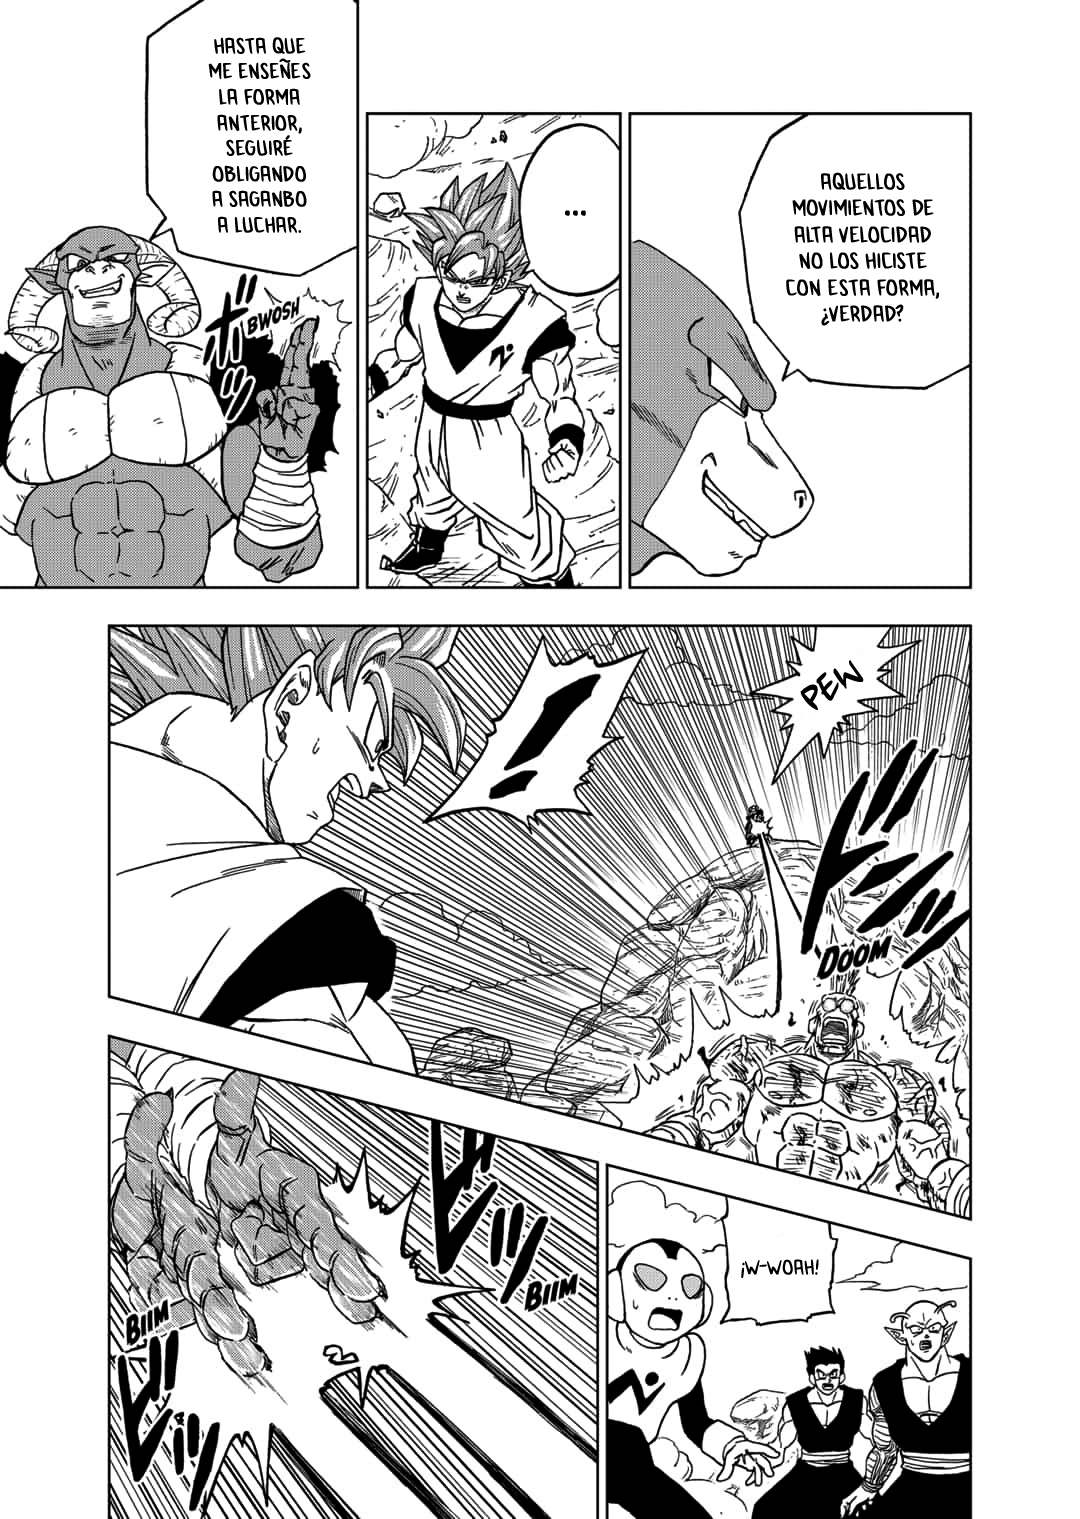 AQUELLOS
MOVIMIENTOS DE
ALTA VELOCIDAD
NO LOS HICISTE
CON ESTA FORMA,
¿VERDAD?
...
HASTA QUE
ME ENSEÑES
LA FORMA
ANTERIOR,
SEGUIRÉ
OBLIGANDO
A SAGANBO
A LUCHAR.
BWOSH
PEW
!
DOOM
¡W-WOAH!
BIIM
BIIM